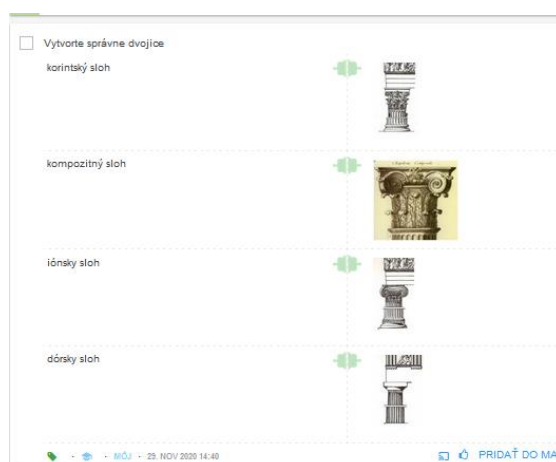 Vytvorte správne dvojice
korintský sloh
kompozitný sloh
iónsky sloh
dórsky sloh
MÔJ · 29. NOV 2020 14:40
PRIDAŤ DO MA